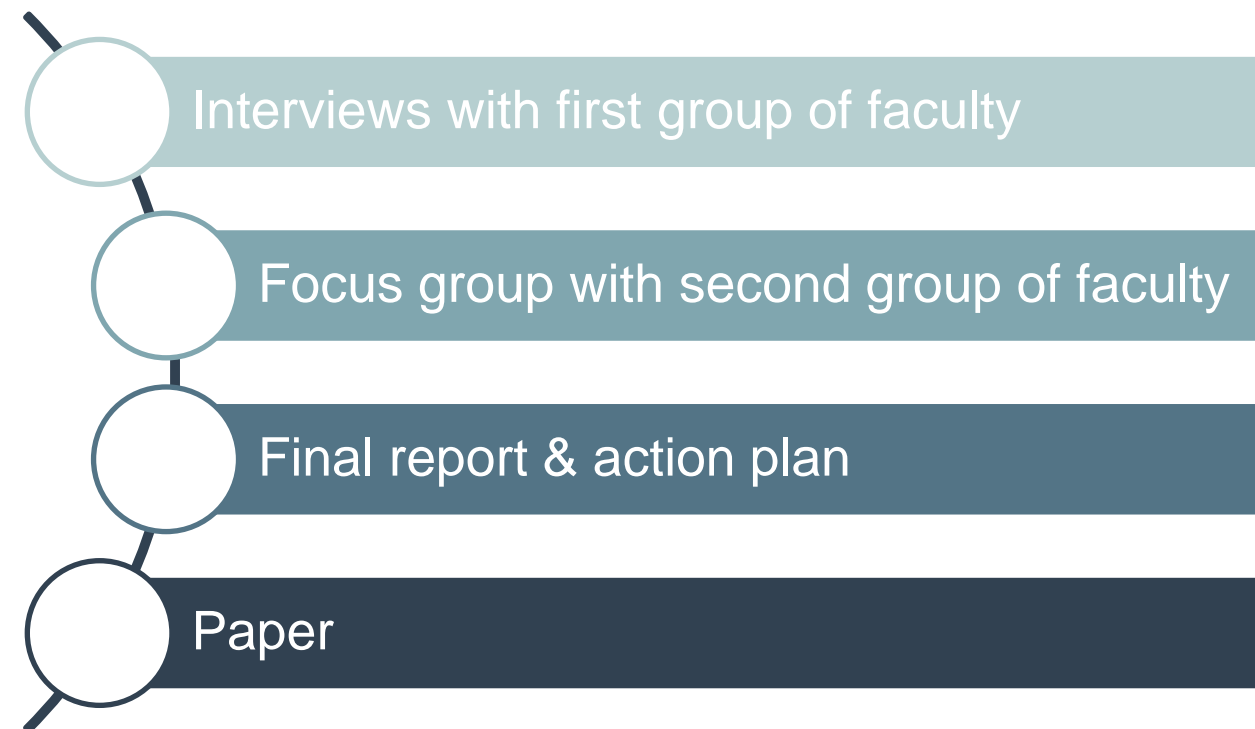 Interviews with first group of faculty
Focus group with second group of faculty
Final report & action plan
Paper